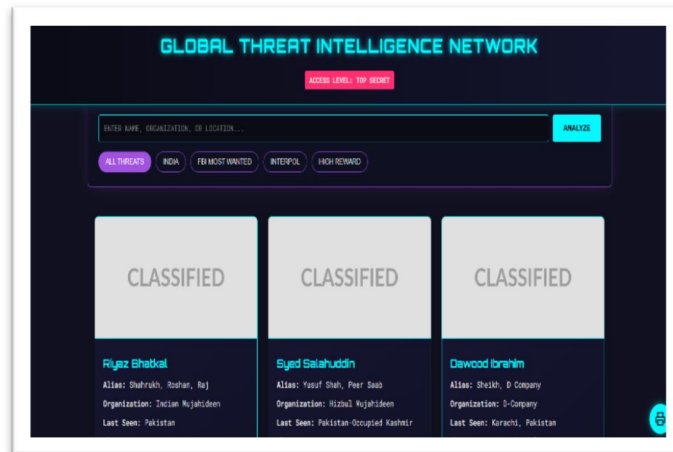 GLOBAL THREAT INTELLIGENCE NETWORK
ACCESS LEVEL: TOP SECRET
ENTER NAME, ORGANIZATION, OR LOCATION...
ANALYZE
ALL THREATS
INDIA
FBI MOST WANTED
INTERPOL
HIGH REWARD
CLASSIFIED
CLASSIFIED
CLASSIFIED
Riyaz Bhatkal
Alias: Shahrukh, Roshan, Raj
Organization: Indian Mujahideen
Last Seen: Pakistan
Syed Salahuddin
Alias: Yusuf Shah, Peer Saab
Organization: Hizbul Mujahideen
Last Seen: Pakistan-Occupied Kashmir
Dawood Ibrahim
Alias: Sheikh, D Company
Organization: D-Company
Last Seen: Karachi, Pakistan